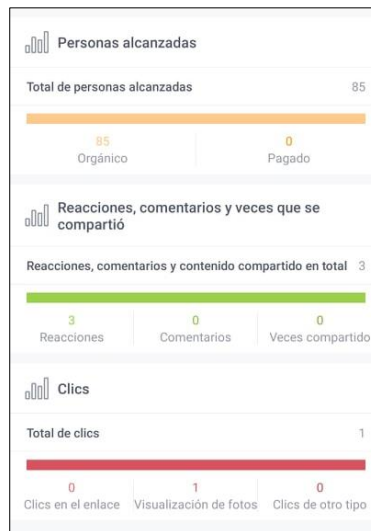 Personas alcanzadas
Total de personas alcanzadas 85
85 0
Orgánico Pagado
Reacciones, comentarios y veces que se
compartió
Reacciones, comentarios y contenido compartido en total 3
3 0 0
Reacciones Comentarios Veces compartido
Clics
Total de clics 1
0 1 0
Clics en el enlace Visualización de fotos Clics de otro tipo